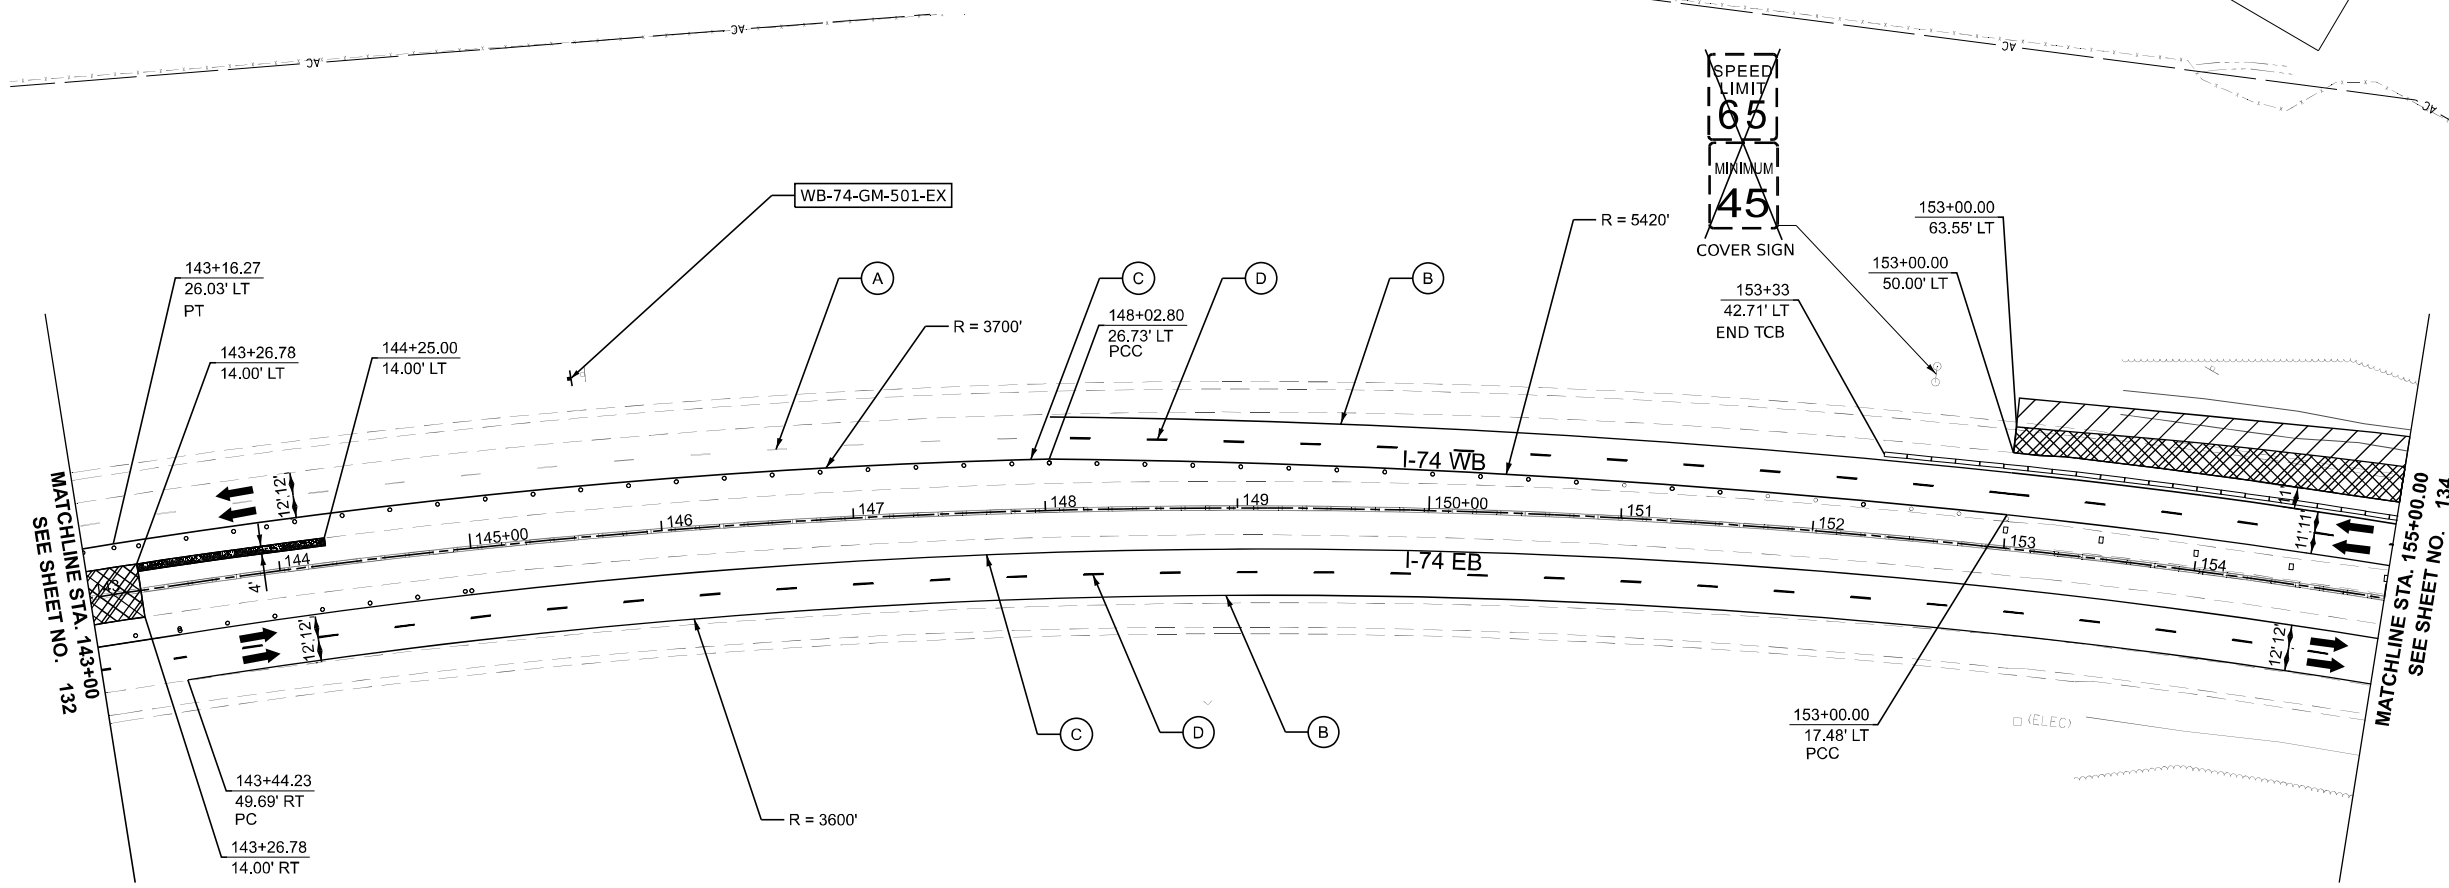 AC
AC
AC
AC
SPEED
LIMIT
65
MINIMUM
45
COVER SIGN
WB-74-GM-501-EX
R = 5420'
153+00.00
63.55' LT
153+00.00
50.00' LT
153+33
42.71' LT
END TCB
143+16.27
26.03' LT
PT
A
C
D
B
148+02.80
26.73' LT
PCC
R = 3700'
143+26.78
14.00' LT
144+25.00
14.00' LT
I-74 WB
12' 12'
144
145+00
146
147
148
149
150+00
151
152
153
154
11'
11' 11'
4'
I-74 EB
12' 12'
12' 12'
MATCHLINE STA. 143+00
SEE SHEET NO. 132
MATCHLINE STA. 155+00.00
SEE SHEET NO. 134
C
D
B
153+00.00
17.48' LT
PCC
(ELEC)
143+44.23
49.69' RT
PC
R = 3600'
143+26.78
14.00' RT